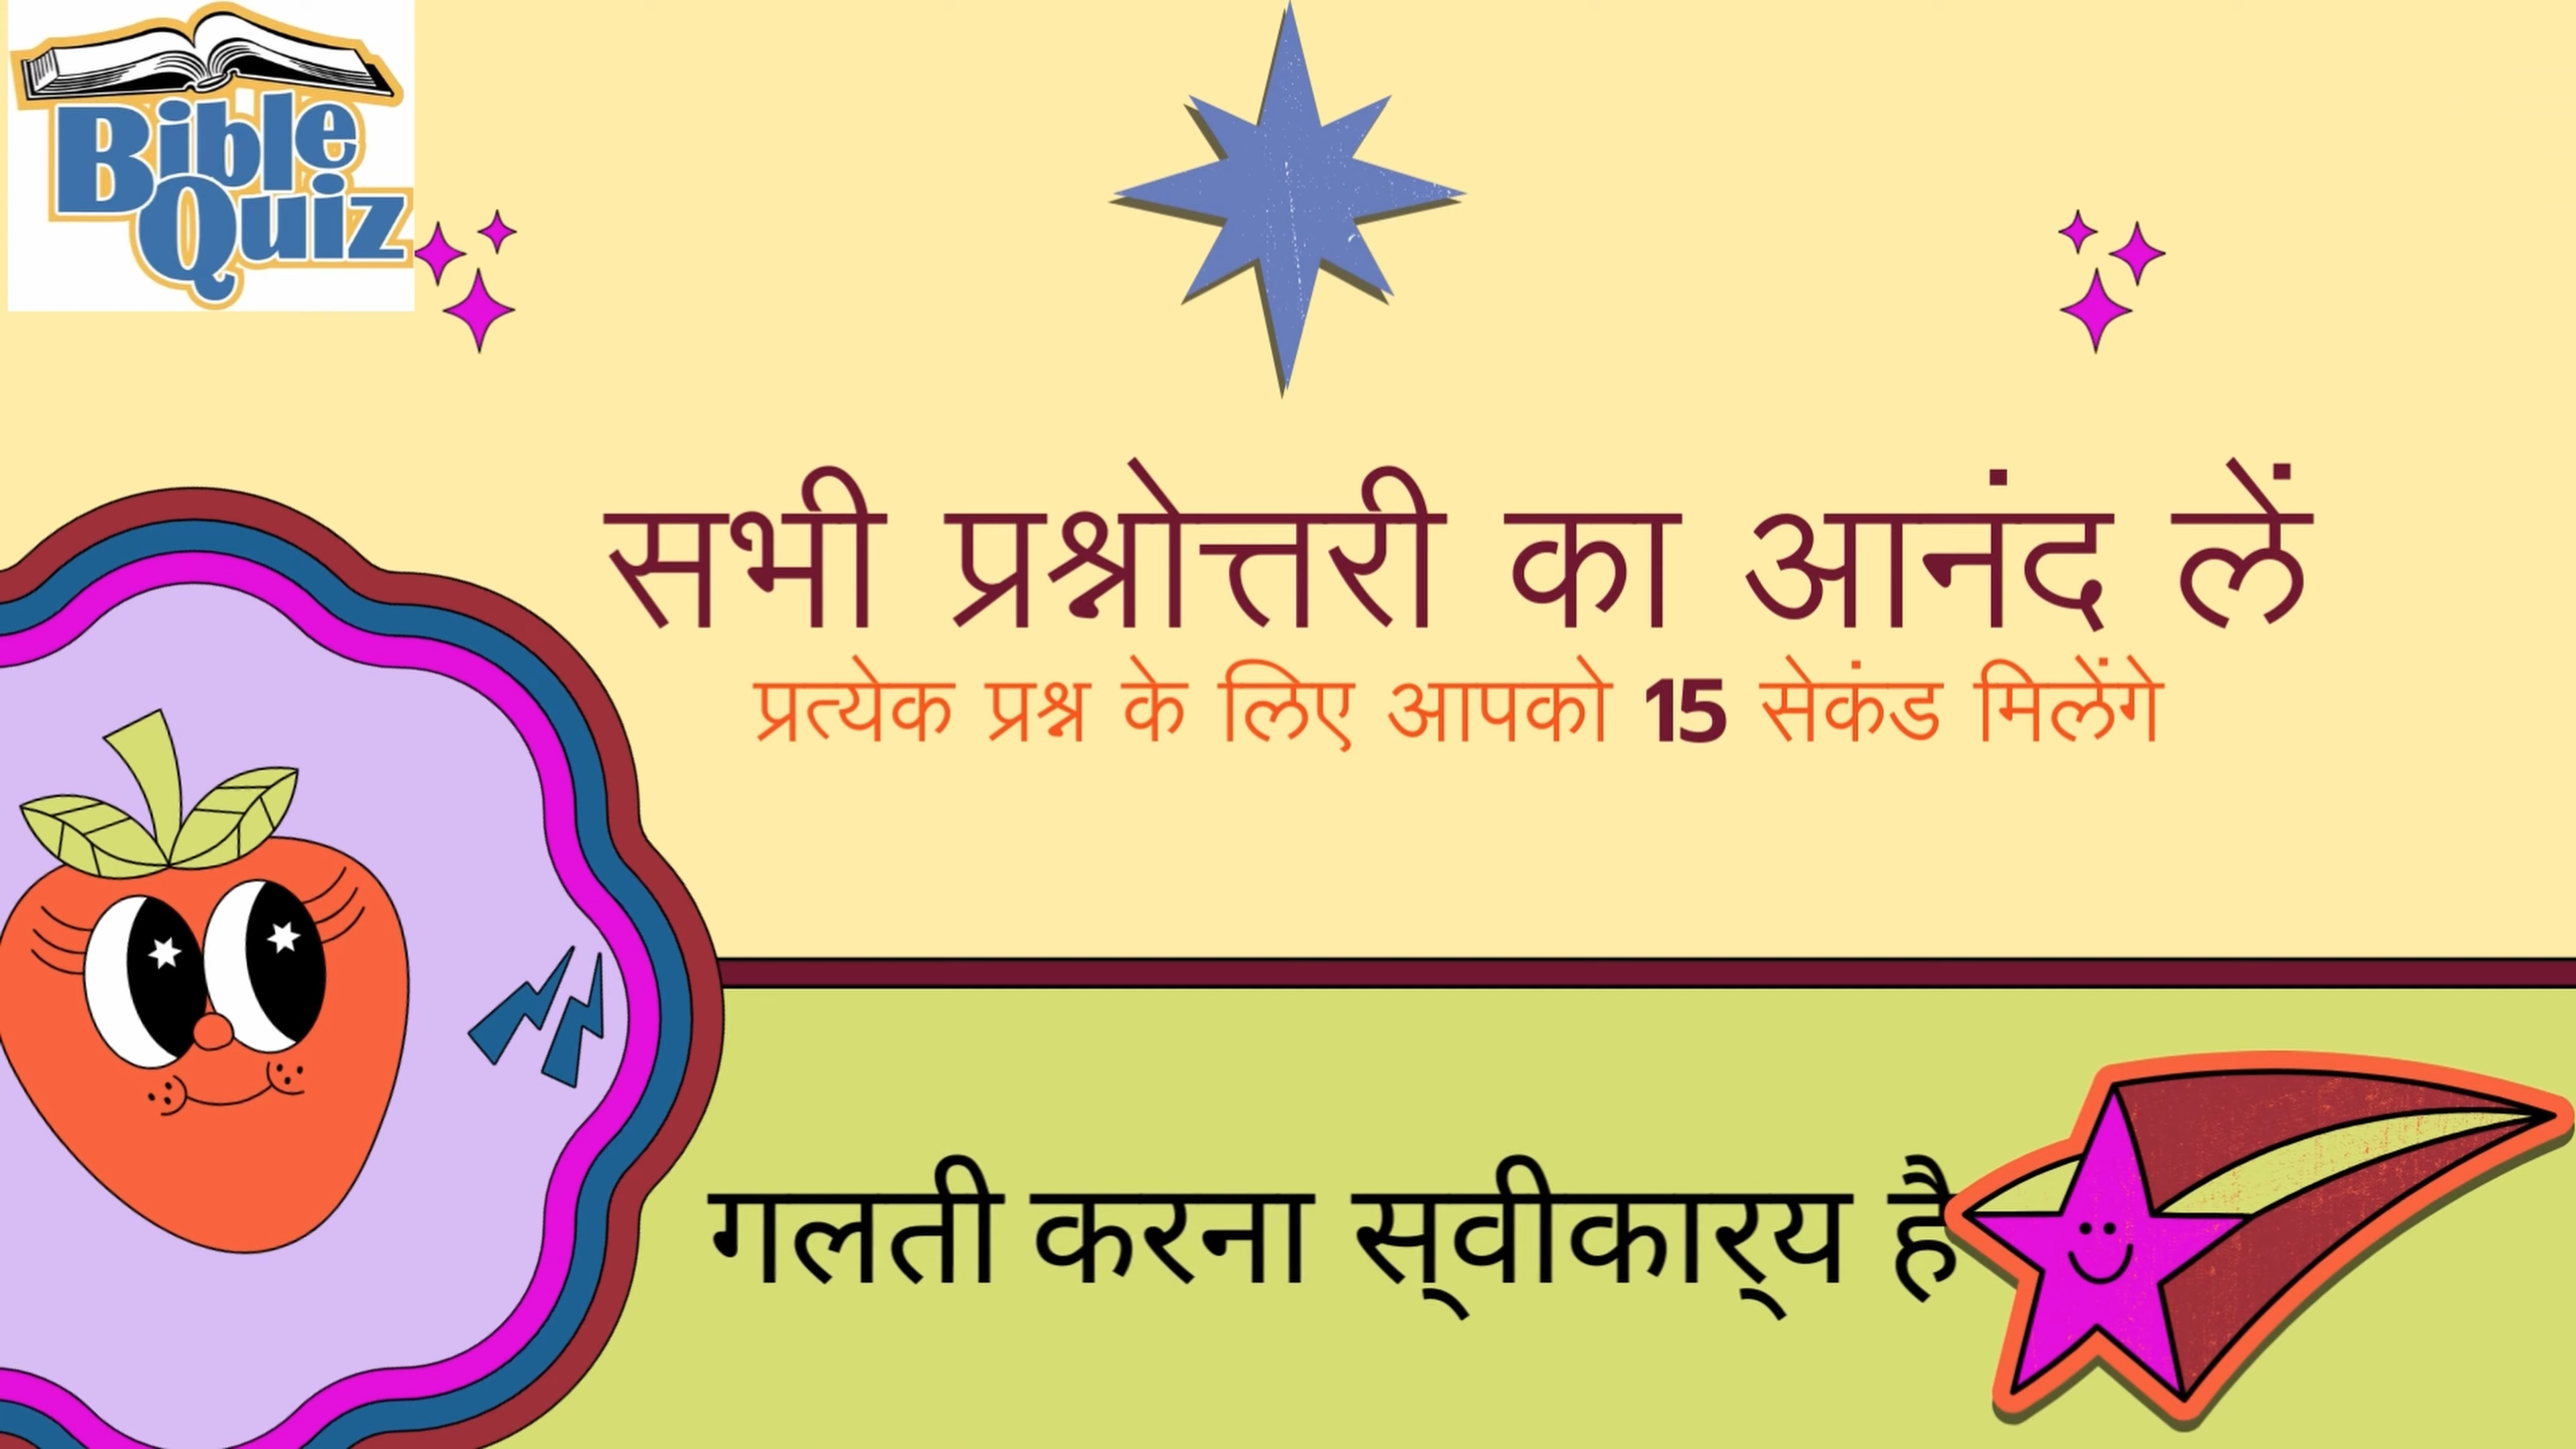 Bible
Quiz
सभी प्रश्नोत्तरी का आनंद लें
प्रत्येक प्रश्न के लिए आपको 15 सेकंड मिलेंगे
गलती करना स्‌वीकार्‌य है